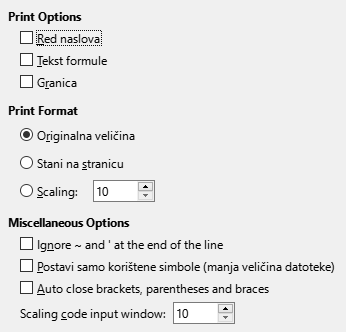 Print Options
Red naslova
Tekst formule
Granica
Print Format
Originalna veličina
Stani na stranicu
Scaling: 10
Miscellaneous Options
Ignore ~ and ' at the end of the line
Postavi samo korištene simbole (manja veličina datoteke)
Auto close brackets, parentheses and braces
Scaling code input window: 10